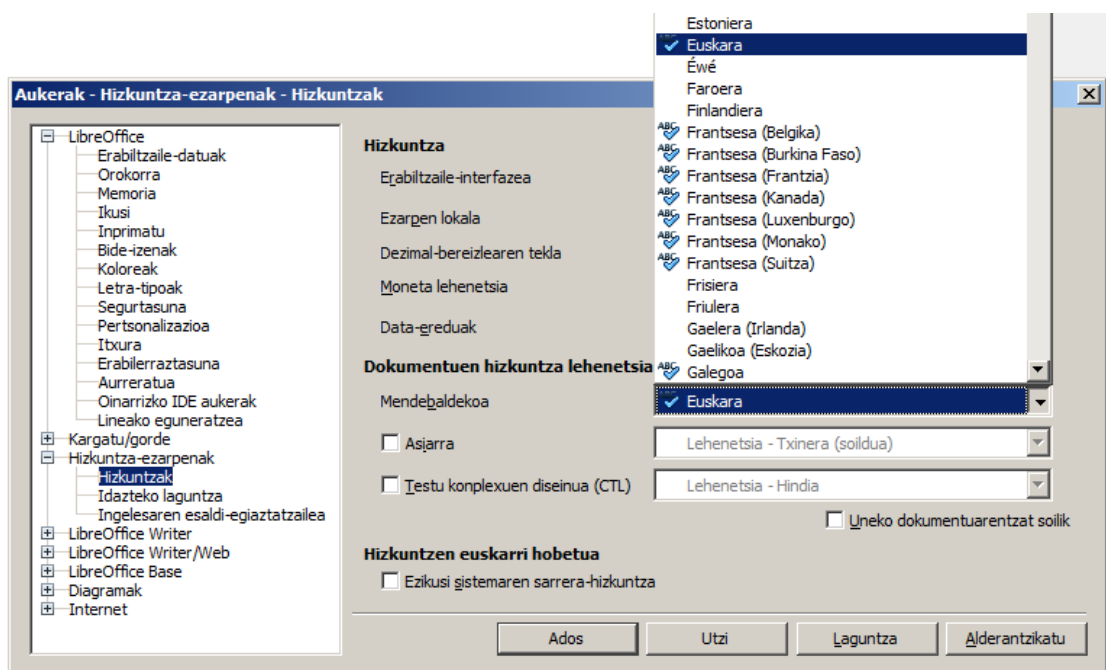 Estoniera
Euskara
Éwé
Faroera
Finlandiera
Frantsesa (Belgika)
Frantsesa (Burkina Faso)
Frantsesa (Frantzia)
Frantsesa (Kanada)
Frantsesa (Luxenburgo)
Frantsesa (Monako)
Frantsesa (Suitza)
Frisiera
Friulera
Gaelera (Irlanda)
Gaelikoa (Eskozia)
Galegoa
Aukerak - Hizkuntza-ezarpenak - Hizkuntzak
LibreOffice
Erabiltzaile-datuak
Orokorra
Memoria
Ikusi
Inprimatu
Bide-izenak
Koloreak
Letra-tipoak
Segurtasuna
Pertsonalizazioa
Itxura
Erabilerraztasuna
Aurreratua
Oinarrizko IDE aukerak
Lineako eguneratzea
Kargatu/gorde
Hizkuntza-ezarpenak
Hizkuntzak
Idazteko laguntza
Ingelesaren esaldi-egiaztatzailea
LibreOffice Writer
LibreOffice Writer/Web
LibreOffice Base
Diagramak
Internet
Hizkuntza
Erabiltzaile-interfazea
Ezarpen lokala
Dezimal-bereizlearen tekla
Moneta lehenetsia
Data-ereduak
Dokumentuen hizkuntza lehenetsia
Mendebaldekoa
Euskara
Asiarra
Lehenetsia - Txinera (soildua)
Testu konplexuen diseinua (CTL)
Lehenetsia - Hindia
Uneko dokumentuarentzat soilik
Hizkuntzen euskarri hobetua
Ezikusi sistemaren sarrera-hizkuntza
Ados
Utzi
Laguntza
Alderantzikatu